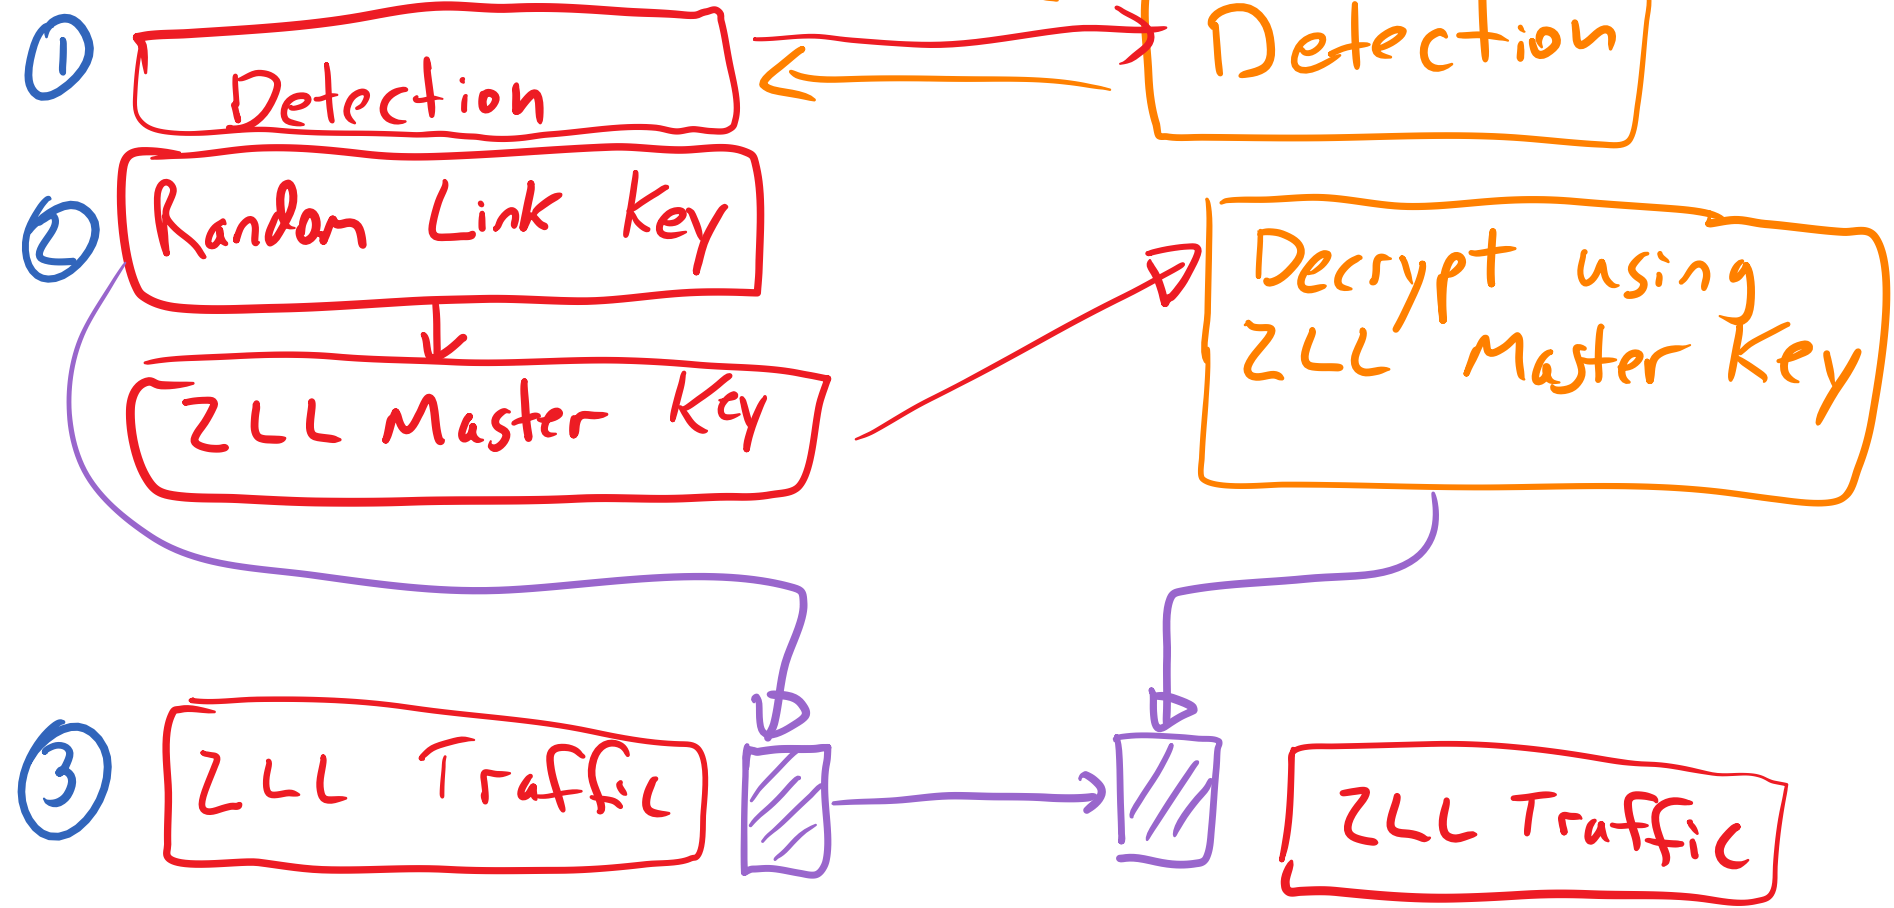 1
Detection
Detection
2
Random Link Key
ZLL Master Key
Decrypt using
ZLL Master Key
3
ZLL Traffic
ZLL Traffic